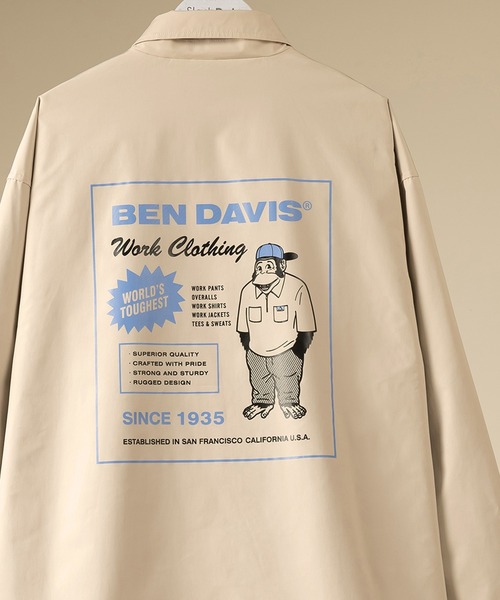 BEN DAVIS®
Work Clothing
WORLD'S
TOUGHEST
WORK PANTS
OVERALLS
WORK SHIRTS
WORK JACKETS
TEES & SWEATS
· SUPERIOR QUALITY
· CRAFTED WITH PRIDE
· STRONG AND STURDY
· RUGGED DESIGN
SINCE 1935
ESTABLISHED IN SAN FRANCISCO CALIFORNIA U.S.A.